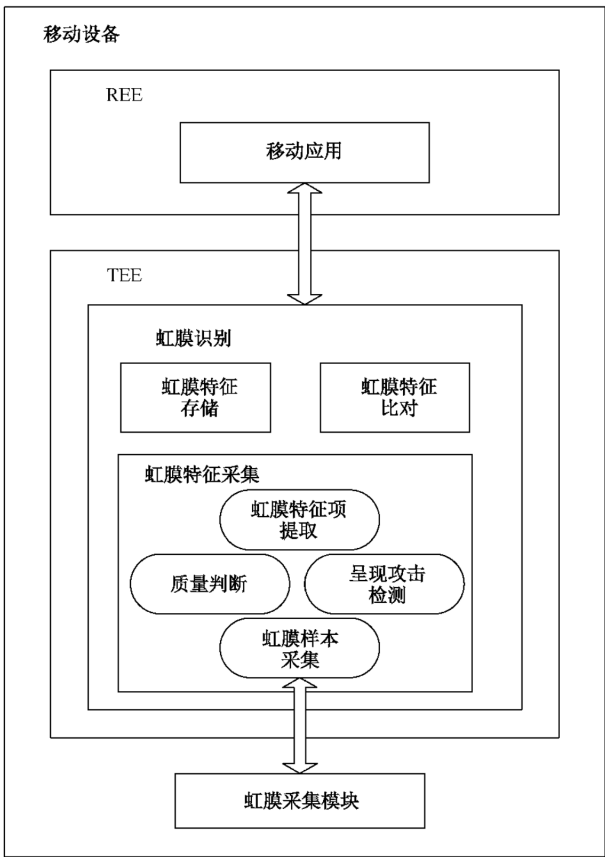 移动设备
REE
移动应用
TEE
虹膜识别
虹膜特征
存储
虹膜特征
比对
虹膜特征采集
虹膜特征项
提取
质量判断
呈现攻击
检测
虹膜样本
采集
虹膜采集模块